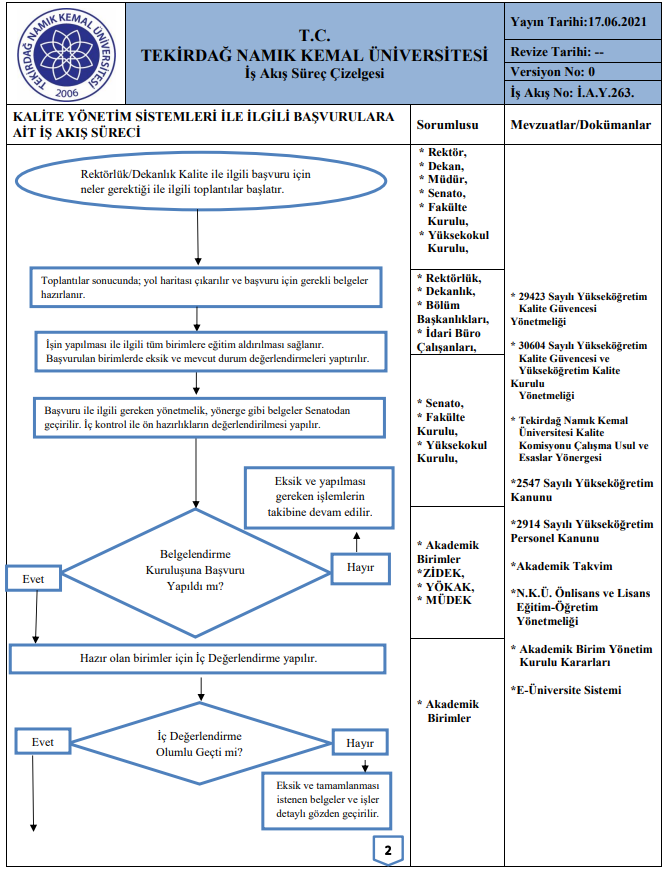 TEKİRDAĞ NAMIK KEMAL ÜNİVERSİTESİ
2006
T.C.
TEKİRDAĞ NAMIK KEMAL ÜNİVERSİTESİ
İş Akış Süreç Çizelgesi
Yayın Tarihi:17.06.2021
Revize Tarihi: --
Versiyon No: 0
İş Akış No: İ.A.Y.263.
KALİTE YÖNETİM SİSTEMLERİ İLE İLGİLİ BAŞVURULARA
AİT İŞ AKIŞ SÜRECİ
Sorumlusu
Mevzuatlar/Dokümanlar
Rektörlük/Dekanlık Kalite ile ilgili başvuru için
neler gerektiği ile ilgili toplantılar başlatır.
Toplantılar sonucunda; yol haritası çıkarılır ve başvuru için gerekli belgeler
hazırlanır.
İşin yapılması ile ilgili tüm birimlere eğitim aldırılması sağlanır.
Başvurulan birimlerde eksik ve mevcut durum değerlendirmeleri yaptırılır.
Başvuru ile ilgili gereken yönetmelik, yönerge gibi belgeler Senatodan
geçirilir. İç kontrol ile ön hazırlıkların değerlendirilmesi yapılır.
Eksik ve yapılması
gereken işlemlerin
takibine devam edilir.
Belgelendirme
Kuruluşuna Başvuru
Yapıldı mı?
Evet
Hayır
Hazır olan birimler için İç Değerlendirme yapılır.
İç Değerlendirme
Olumlu Geçti mi?
Evet
Hayır
Eksik ve tamamlanması
istenen belgeler ve işler
detaylı gözden geçirilir.
2
* Rektör,
* Dekan,
* Müdür,
* Senato,
* Fakülte
Kurulu,
* Yüksekokul
Kurulu,
* Rektörlük,
* Dekanlık,
* Bölüm
Başkanlıkları,
* İdari Büro
Çalışanları,
* Senato,
* Fakülte
Kurulu,
* Yüksekokul
Kurulu,
* Akademik
Birimler
*ZİDEK,
* YÖKAK,
* MÜDEK
* Akademik
Birimler
* 29423 Sayılı Yükseköğretim
Kalite Güvencesi
Yönetmeliği
* 30604 Sayılı Yükseköğretim
Kalite Güvencesi ve
Yükseköğretim Kalite
Kurulu
Yönetmeliği
* Tekirdağ Namık Kemal
Üniversitesi Kalite
Komisyonu Çalışma Usul ve
Esaslar Yönergesi
*2547 Sayılı Yükseköğretim
Kanunu
*2914 Sayılı Yükseköğretim
Personel Kanunu
*Akademik Takvim
*N.K.Ü. Önlisans ve Lisans
Eğitim-Öğretim
Yönetmeliği
* Akademik Birim Yönetim
Kurulu Kararları
*E-Üniversite Sistemi